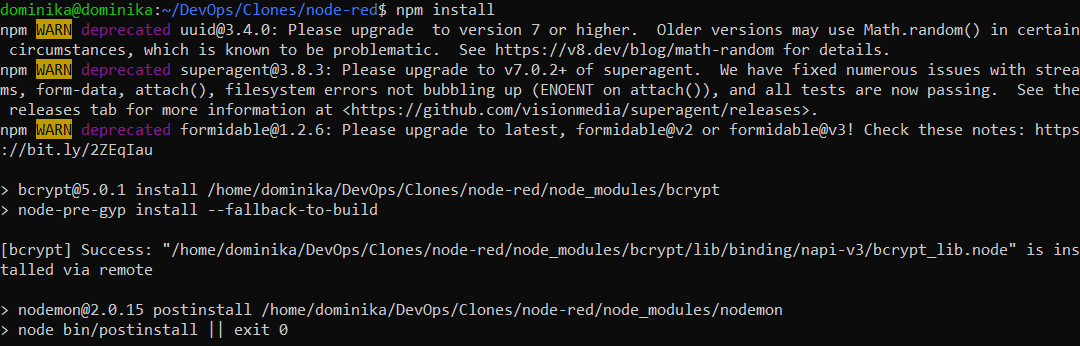 dominika@dominika:~/DevOps/Clones/node-red$ npm install
npm WARN deprecated uuid@3.4.0: Please upgrade  to version 7 or higher.  Older versions may use Math.random() in certain
 circumstances, which is known to be problematic.  See https://v8.dev/blog/math-random for details.
npm WARN deprecated superagent@3.8.3: Please upgrade to v7.0.2+ of superagent.  We have fixed numerous issues with strea
ms, form-data, attach(), filesystem errors not bubbling up (ENOENT on attach()), and all tests are now passing.  See the
 releases tab for more information at <https://github.com/visionmedia/superagent/releases>.
npm WARN deprecated formidable@1.2.6: Please upgrade to latest, formidable@v2 or formidable@v3! Check these notes: https
://bit.ly/2ZEqIau
> bcrypt@5.0.1 install /home/dominika/DevOps/Clones/node-red/node_modules/bcrypt
> node-pre-gyp install --fallback-to-build
[bcrypt] Success: "/home/dominika/DevOps/Clones/node-red/node_modules/bcrypt/lib/binding/napi-v3/bcrypt_lib.node" is ins
talled via remote
> nodemon@2.0.15 postinstall /home/dominika/DevOps/Clones/node-red/node_modules/nodemon
> node bin/postinstall || exit 0